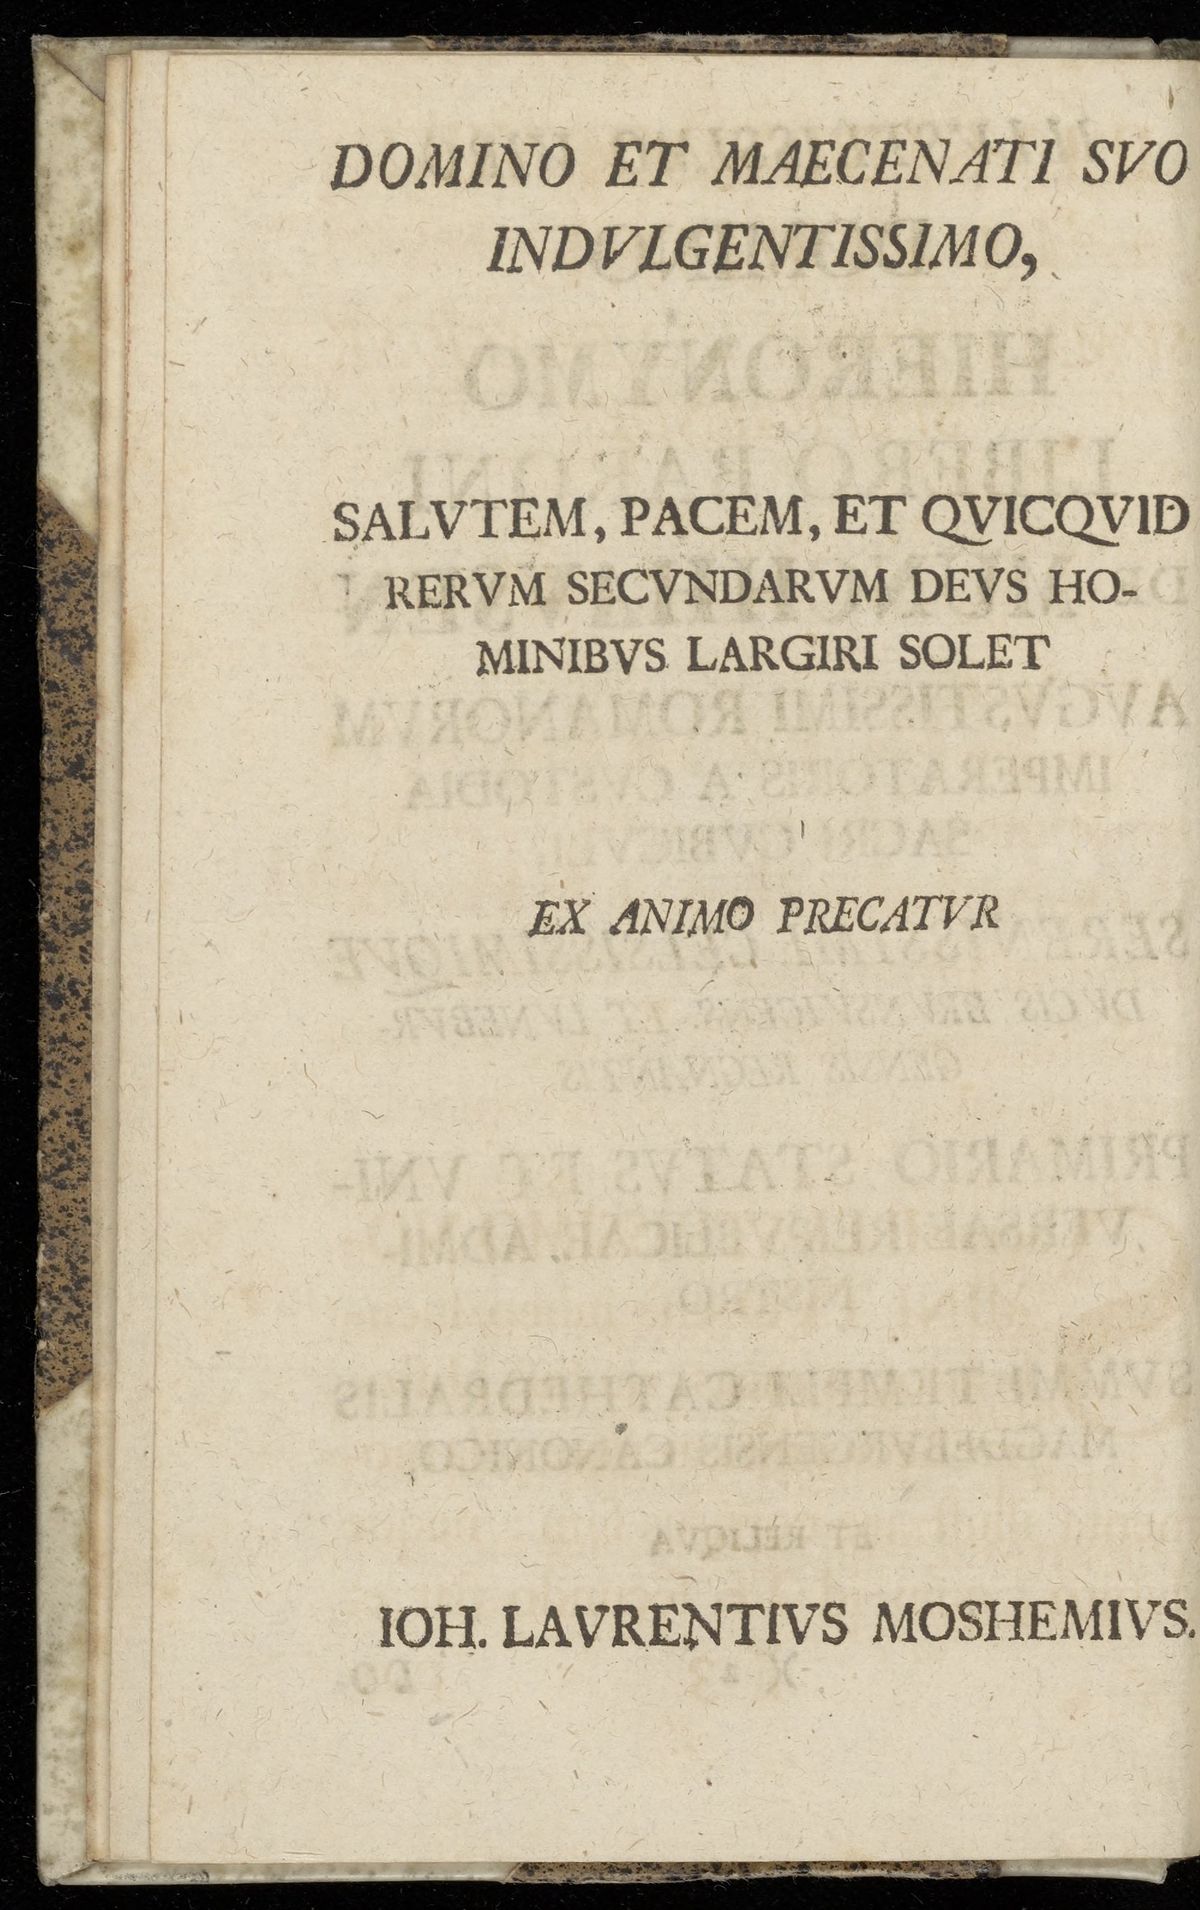 DOMINO ET MAECENATI SVO
INDVLGENTISSIMO,
SALVTEM, PACEM, ET QVICQVID
RERVM SECVNDARVM DEVS HO-
MINIBVS LARGIRI SOLET
EX ANIMO PRECATVR
IOH. LAVRENTIVS MOSHEMIVS.